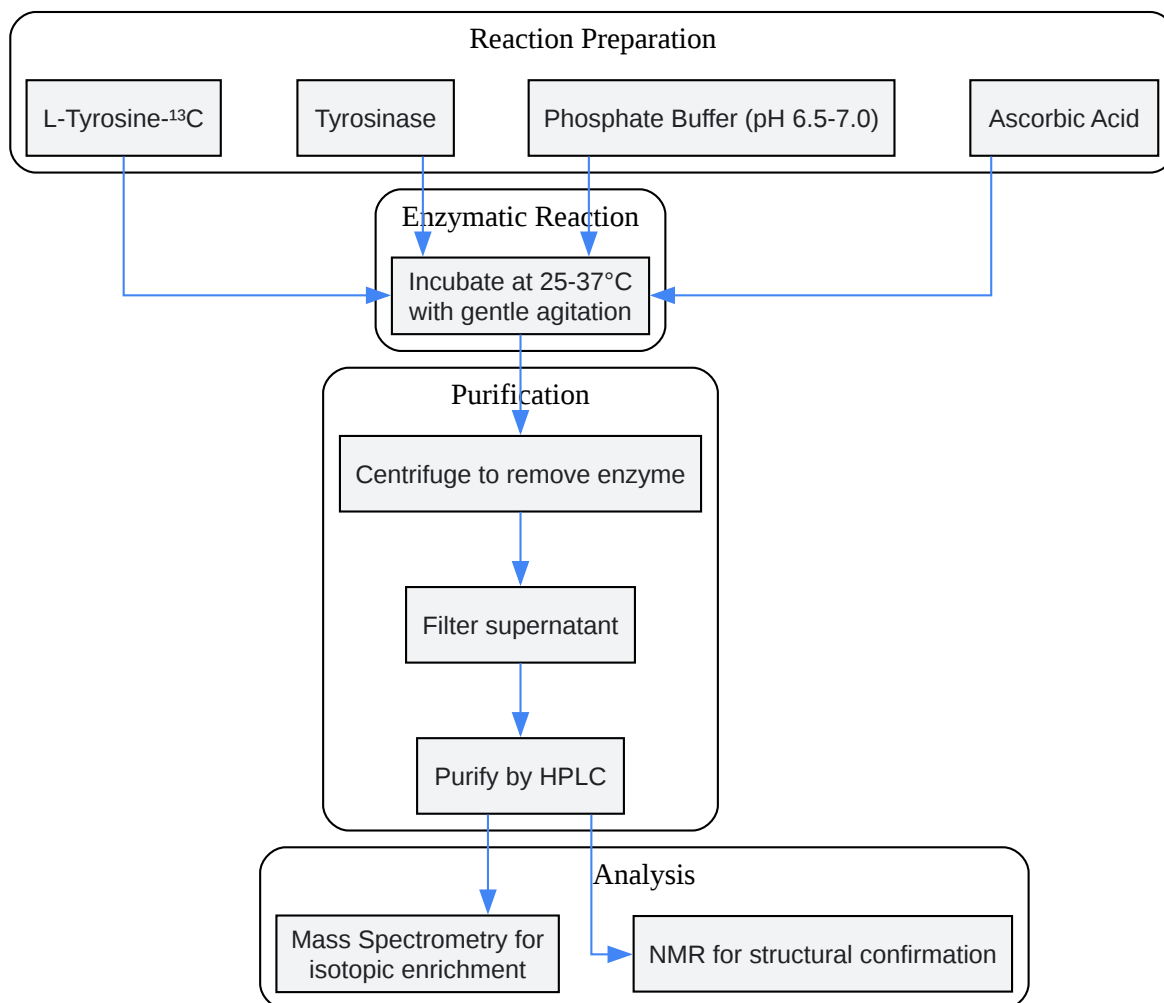 Reaction Preparation
L-Tyrosine-¹³C
Tyrosinase
Phosphate Buffer (pH 6.5-7.0)
Ascorbic Acid
Enzymatic Reaction
Incubate at 25-37°C
with gentle agitation
Purification
Centrifuge to remove enzyme
Filter supernatant
Purify by HPLC
Analysis
Mass Spectrometry for
isotopic enrichment
NMR for structural confirmation